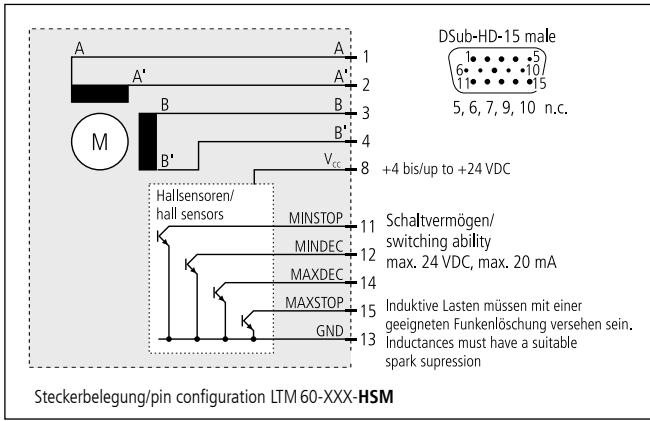 DSub-HD-15 male
1 5
6 10
11 15
5, 6, 7, 9, 10 n.c.
A A 1
A' A' 2
B B 3
B' 4
M
B'
V_cc 8 +4 bis/up to +24 VDC
Hallsensoren/
hall sensors
MINSTOP 11 Schaltvermögen/
MINDEC 12 switching ability
max. 24 VDC, max. 20 mA
MAXDEC 14
MAXSTOP 15 Induktive Lasten müssen mit einer
geeigneten Funkenlöschung versehen sein.
GND 13 Inductances must have a suitable
spark supression
Steckerbelegung/pin configuration LTM 60-XXX-HSM